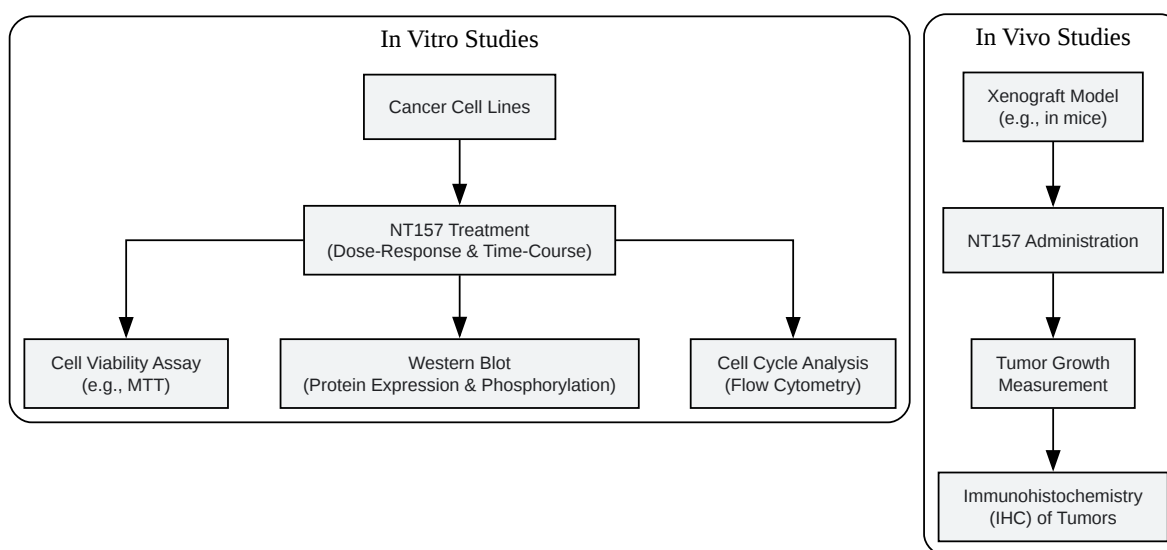 In Vitro Studies
Cancer Cell Lines
NT157 Treatment
(Dose-Response & Time-Course)
Cell Viability Assay
(e.g., MTT)
Western Blot
(Protein Expression & Phosphorylation)
Cell Cycle Analysis
(Flow Cytometry)
In Vivo Studies
Xenograft Model
(e.g., in mice)
NT157 Administration
Tumor Growth
Measurement
Immunohistochemistry
(IHC) of Tumors